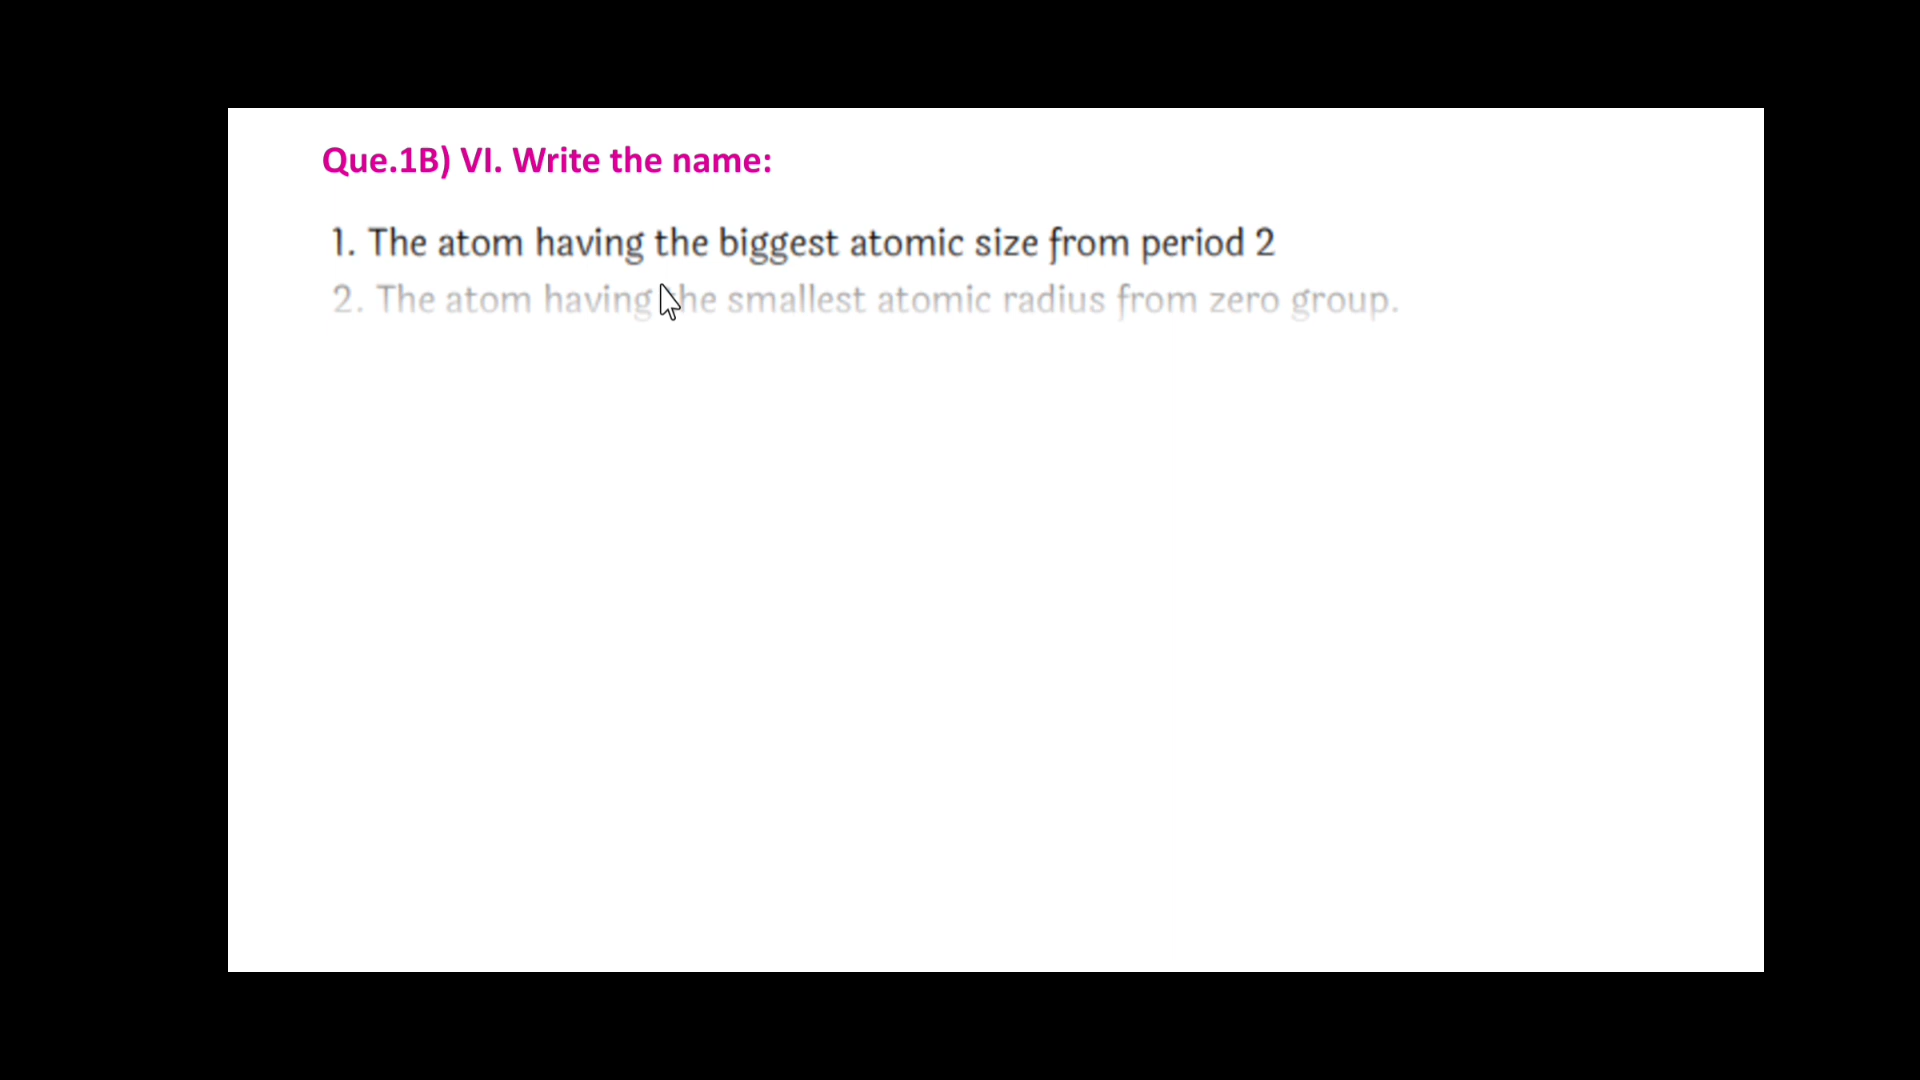 Que.1B) VI. Write the name:
1. The atom having the biggest atomic size from period 2
2. The atom having the smallest atomic radius from zero group.